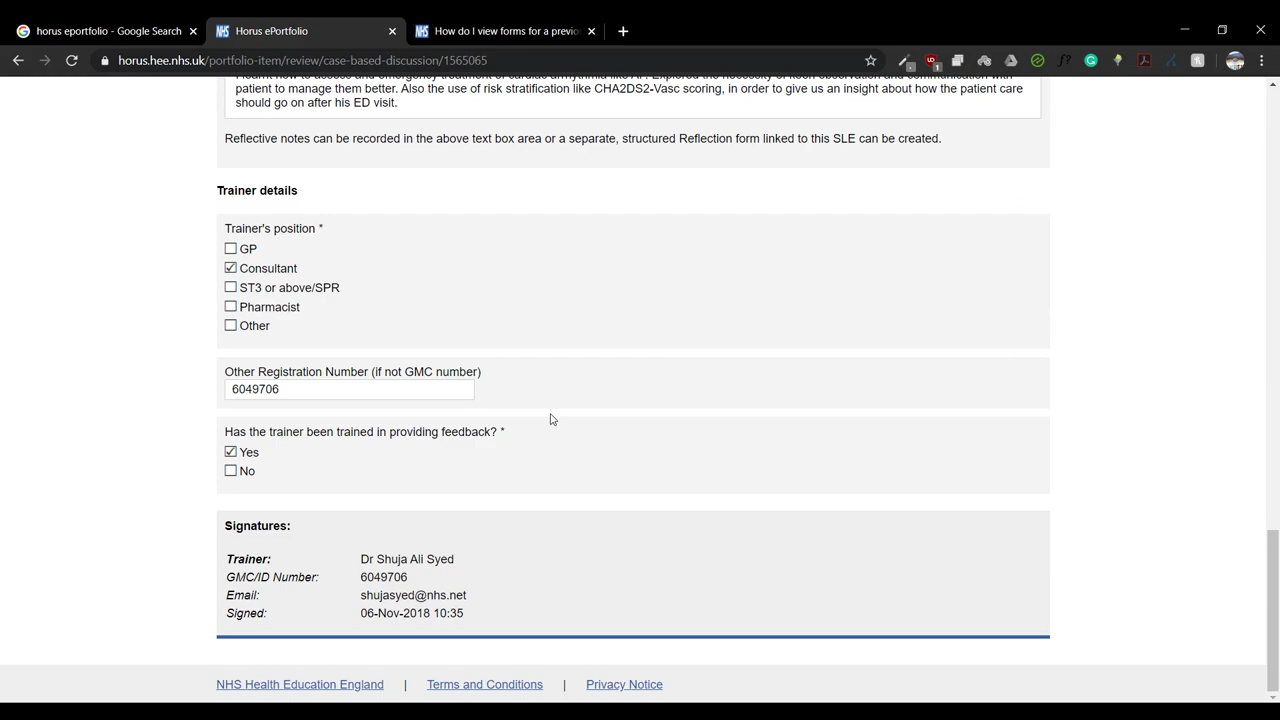 horus eportfolio - Google Search
Horus ePortfolio
How do I view forms for a previo
horus.hee.nhs.uk/portfolio-item/review/case-based-discussion/1565065
patient to manage them better. Also the use of risk stratification like CHA2DS2-Vasc scoring, in order to give us an insight about how the patient care
should go on after his ED visit.
Reflective notes can be recorded in the above text box area or a separate, structured Reflection form linked to this SLE can be created.
Trainer details
Trainer's position *
GP
Consultant
ST3 or above/SPR
Pharmacist
Other
Other Registration Number (if not GMC number)
6049706
Has the trainer been trained in providing feedback? *
Yes
No
Signatures:
Trainer: Dr Shuja Ali Syed
GMC/ID Number: 6049706
Email: shujasyed@nhs.net
Signed: 06-Nov-2018 10:35
NHS Health Education England | Terms and Conditions | Privacy Notice